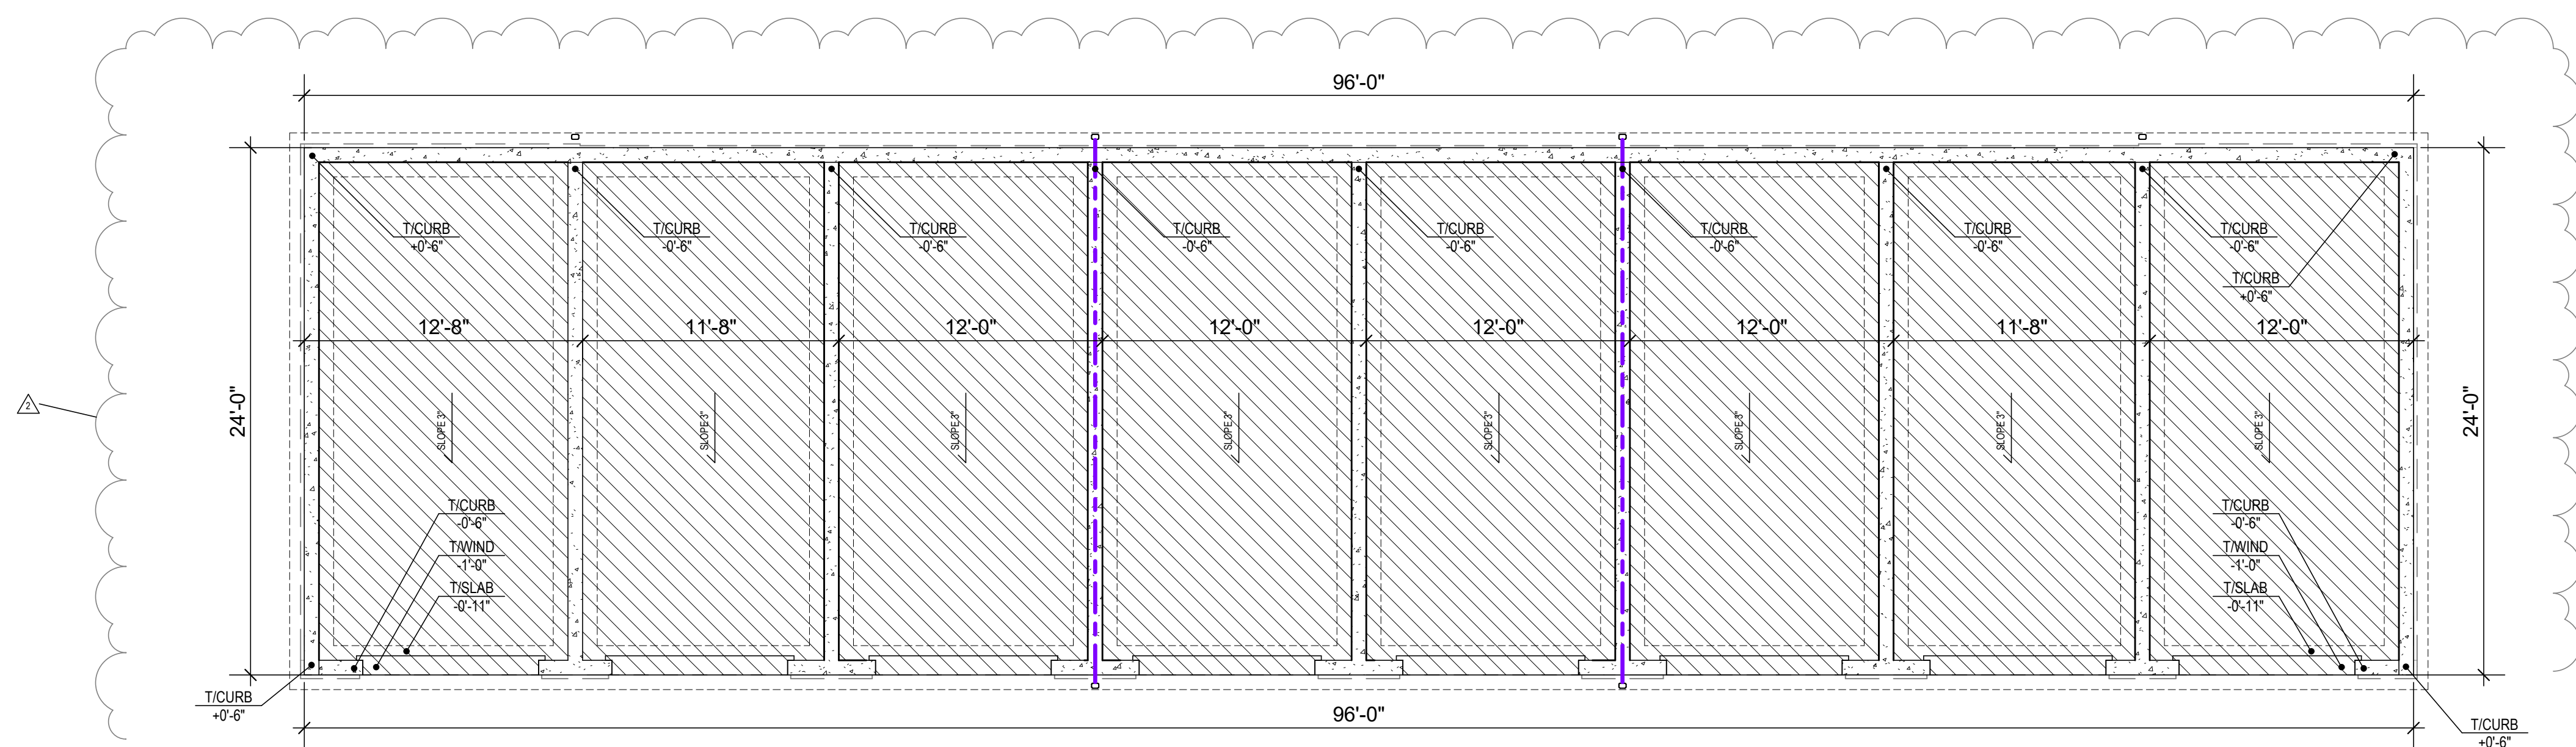 96'-0"
T/CURB
+0'-6"
T/CURB
-0'-6"
T/CURB
-0'-6"
T/CURB
-0'-6"
T/CURB
-0'-6"
T/CURB
-0'-6"
T/CURB
-0'-6"
T/CURB
-0'-6"
T/CURB
+0'-6"
12'-8"
11'-8"
12'-0"
12'-0"
12'-0"
12'-0"
11'-8"
12'-0"
24'-0"
24'-0"
2
SLOPE 3"
SLOPE 3"
SLOPE 3"
SLOPE 3"
SLOPE 3"
SLOPE 3"
SLOPE 3"
SLOPE 3"
T/CURB
-0'-6"
T/WIND
-1'-0"
T/SLAB
-0'-11"
T/CURB
-0'-6"
T/WIND
-1'-0"
T/SLAB
-0'-11"
T/CURB
+0'-6"
96'-0"
T/CURB
+0'-6"